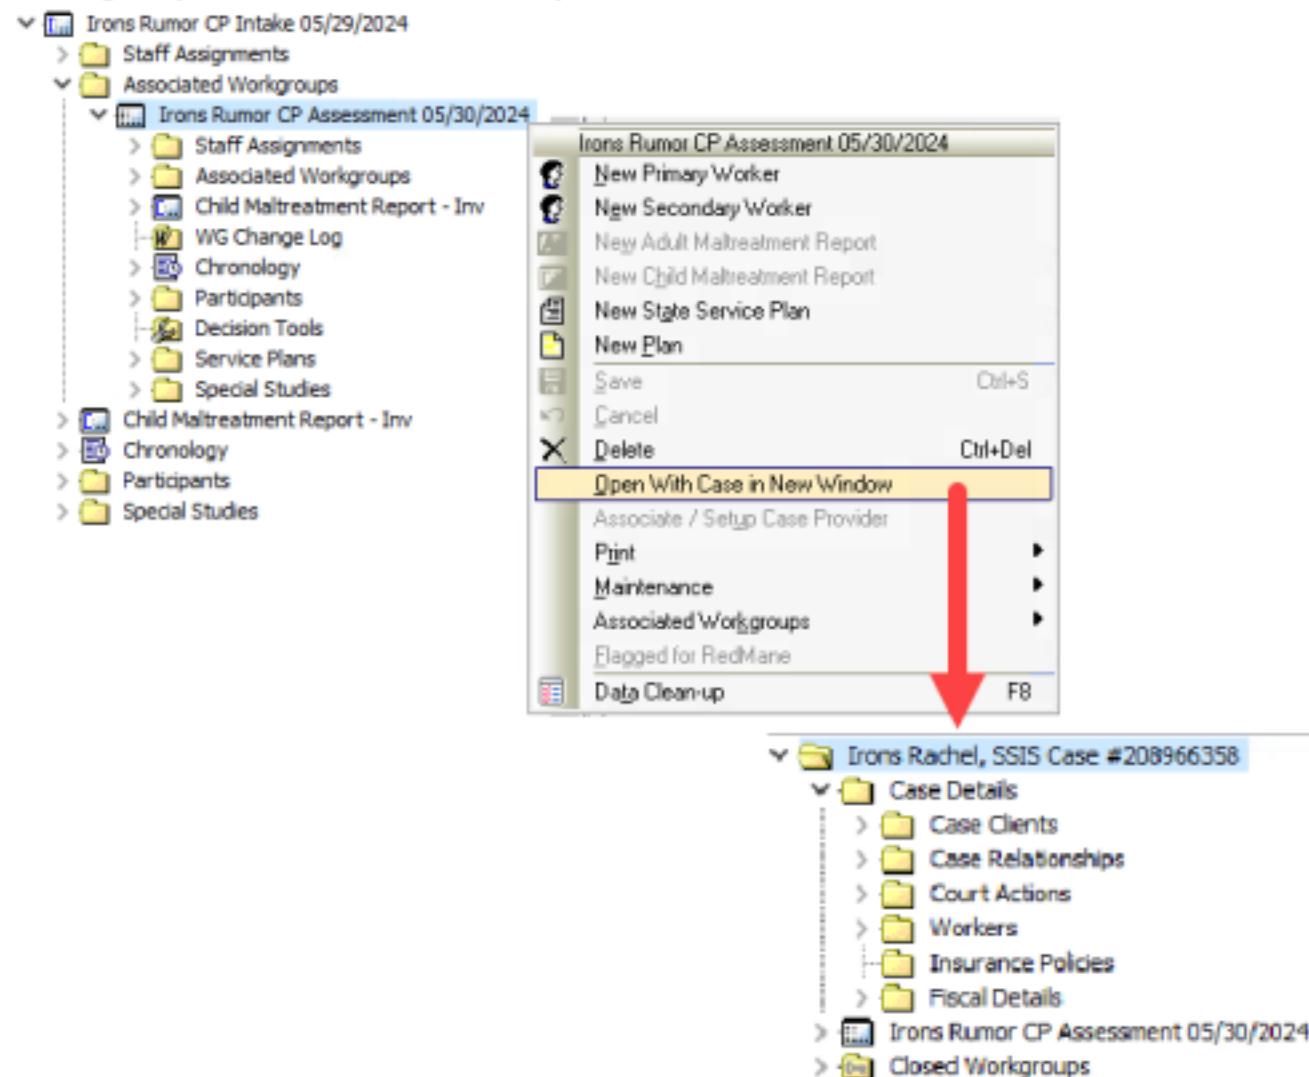 Irons Rumor CP Intake 05/29/2024
Staff Assignments
Associated Workgroups
Irons Rumor CP Assessment 05/30/2024
Staff Assignments
Associated Workgroups
Child Maltreatment Report - Inv
WG Change Log
Chronology
Participants
Decision Tools
Service Plans
Special Studies
Child Maltreatment Report - Inv
Chronology
Participants
Special Studies
Irons Rumor CP Assessment 05/30/2024
New Primary Worker
New Secondary Worker
New Adult Maltreatment Report
New Child Maltreatment Report
New State Service Plan
New Plan
Save Ctrl+S
Cancel
Delete Ctrl+Del
Open With Case in New Window
Associate / Setup Case Provider
Print
Maintenance
Associated Workgroups
Flagged for RedMane
Data Clean-up F8
Irons Rachel, SSIS Case #208966358
Case Details
Case Clients
Case Relationships
Court Actions
Workers
Insurance Policies
Fiscal Details
Irons Rumor CP Assessment 05/30/2024
Closed Workgroups